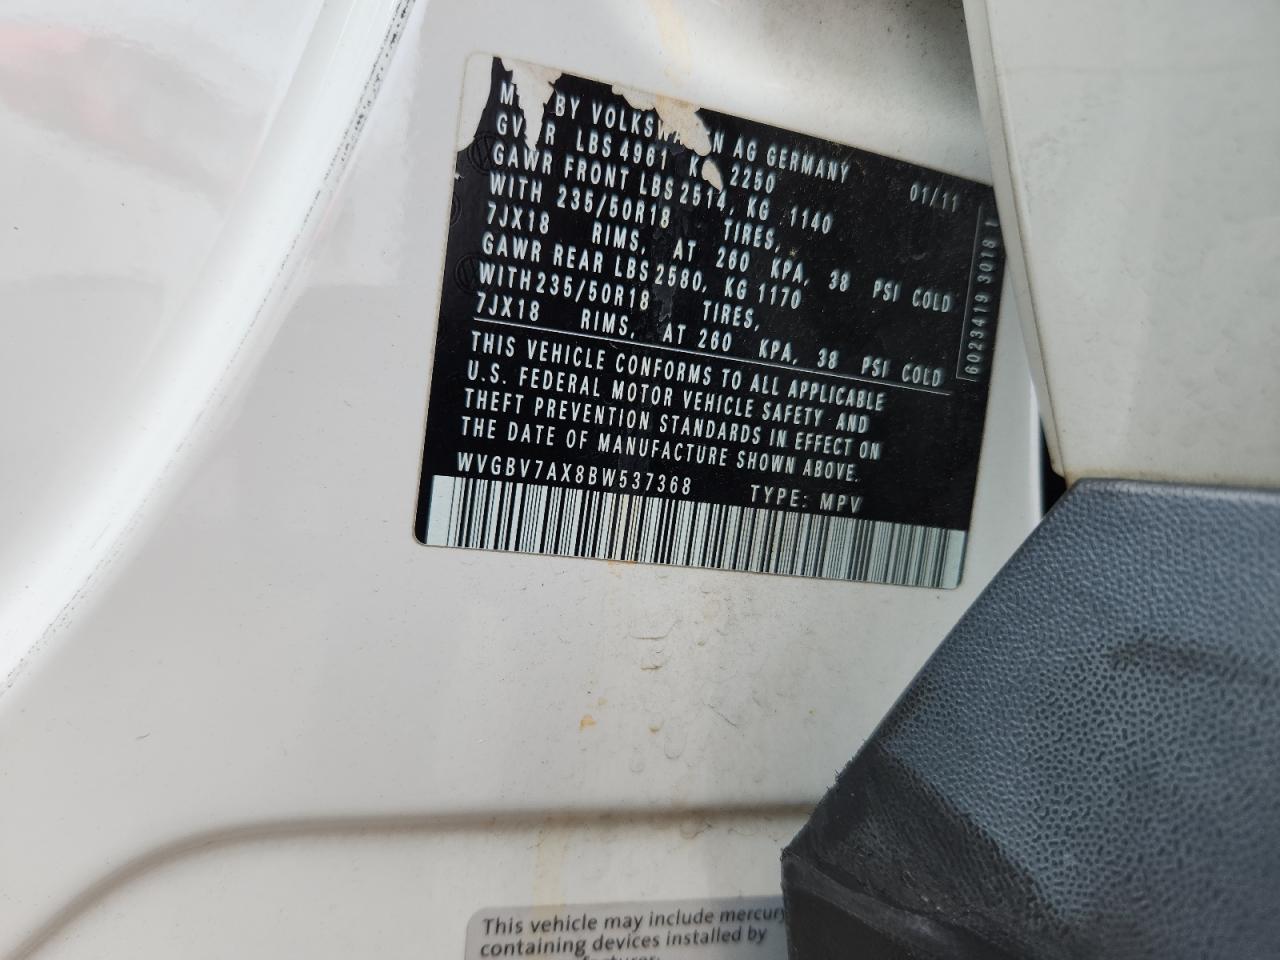 BY VOLKSWAGEN AG GERMANY
LBS 4961 2250 01/11
GAWR FRONT LBS 2514, KG 1140
WITH 235/50R18 TIRES,
7JX18 RIMS, AT 260 KPA, 38 PSI COLD
GAWR REAR LBS 2580, KG 1170
WITH 235/50R18 TIRES,
7JX18 RIMS, AT 260 KPA, 38 PSI COLD
THIS VEHICLE CONFORMS TO ALL APPLICABLE
U.S. FEDERAL MOTOR VEHICLE SAFETY AND
THEFT PREVENTION STANDARDS IN EFFECT ON
THE DATE OF MANUFACTURE SHOWN ABOVE.
WVGBV7AX8BW537368 TYPE: MPV
6023419 3018
This vehicle may include mercury
containing devices installed by